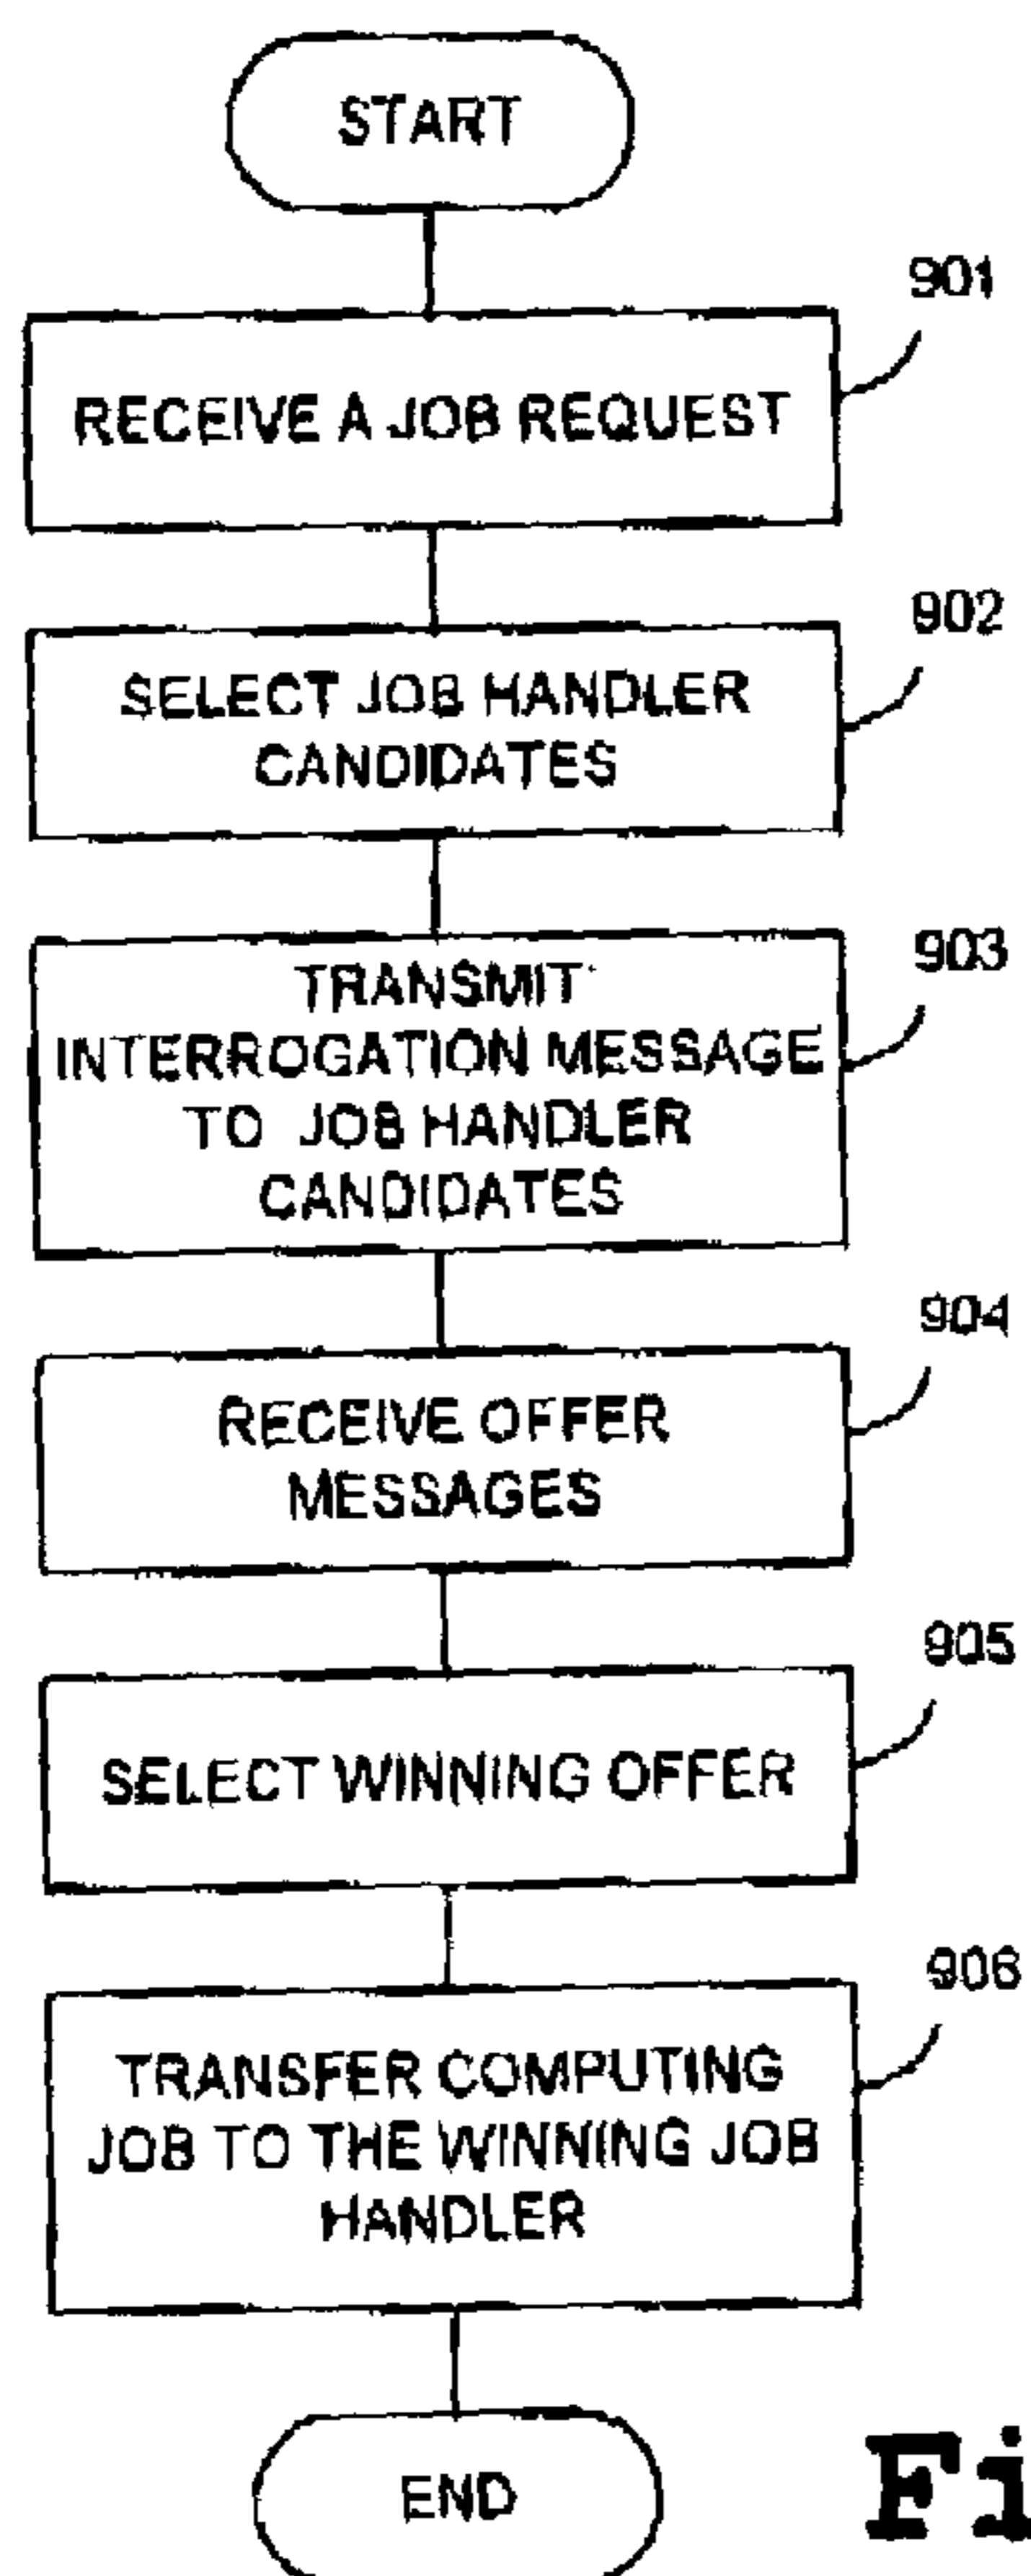 START
901
RECEIVE A JOB REQUEST
902
SELECT JOB HANDLER
CANDIDATES
903
TRANSMIT
INTERROGATION MESSAGE
TO JOB HANDLER
CANDIDATES
904
RECEIVE OFFER
MESSAGES
905
SELECT WINNING OFFER
906
TRANSFER COMPUTING
JOB TO THE WINNING JOB
HANDLER
END
Fi